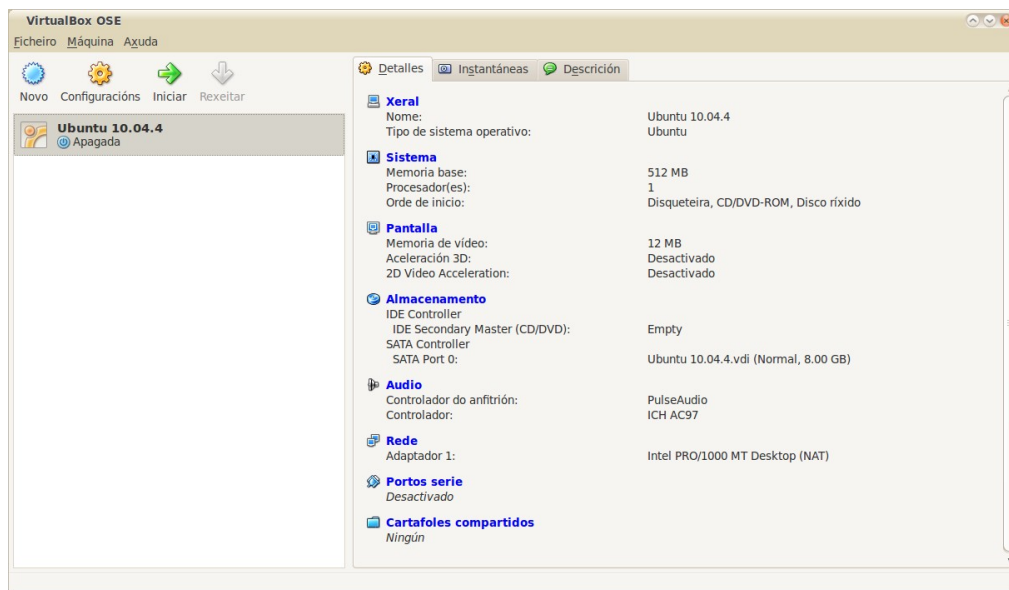 VirtualBox OSE
Ficheiro Máquina Axuda
Novo Configuracións Iniciar Rexeitar
Ubuntu 10.04.4
Apagada
Detalles Instantáneas Descrición
Xeral
Nome: Ubuntu 10.04.4
Tipo de sistema operativo: Ubuntu
Sistema
Memoria base: 512 MB
Procesador(es): 1
Orde de inicio: Disqueteira, CD/DVD-ROM, Disco ríxido
Pantalla
Memoria de vídeo: 12 MB
Aceleración 3D: Desactivado
2D Video Acceleration: Desactivado
Almacenamento
IDE Controller
IDE Secondary Master (CD/DVD): Empty
SATA Controller
SATA Port 0: Ubuntu 10.04.4.vdi (Normal, 8.00 GB)
Audio
Controlador do anfitrión: PulseAudio
Controlador: ICH AC97
Rede
Adaptador 1: Intel PRO/1000 MT Desktop (NAT)
Portos serie
Desactivado
Cartafoles compartidos
Ningún